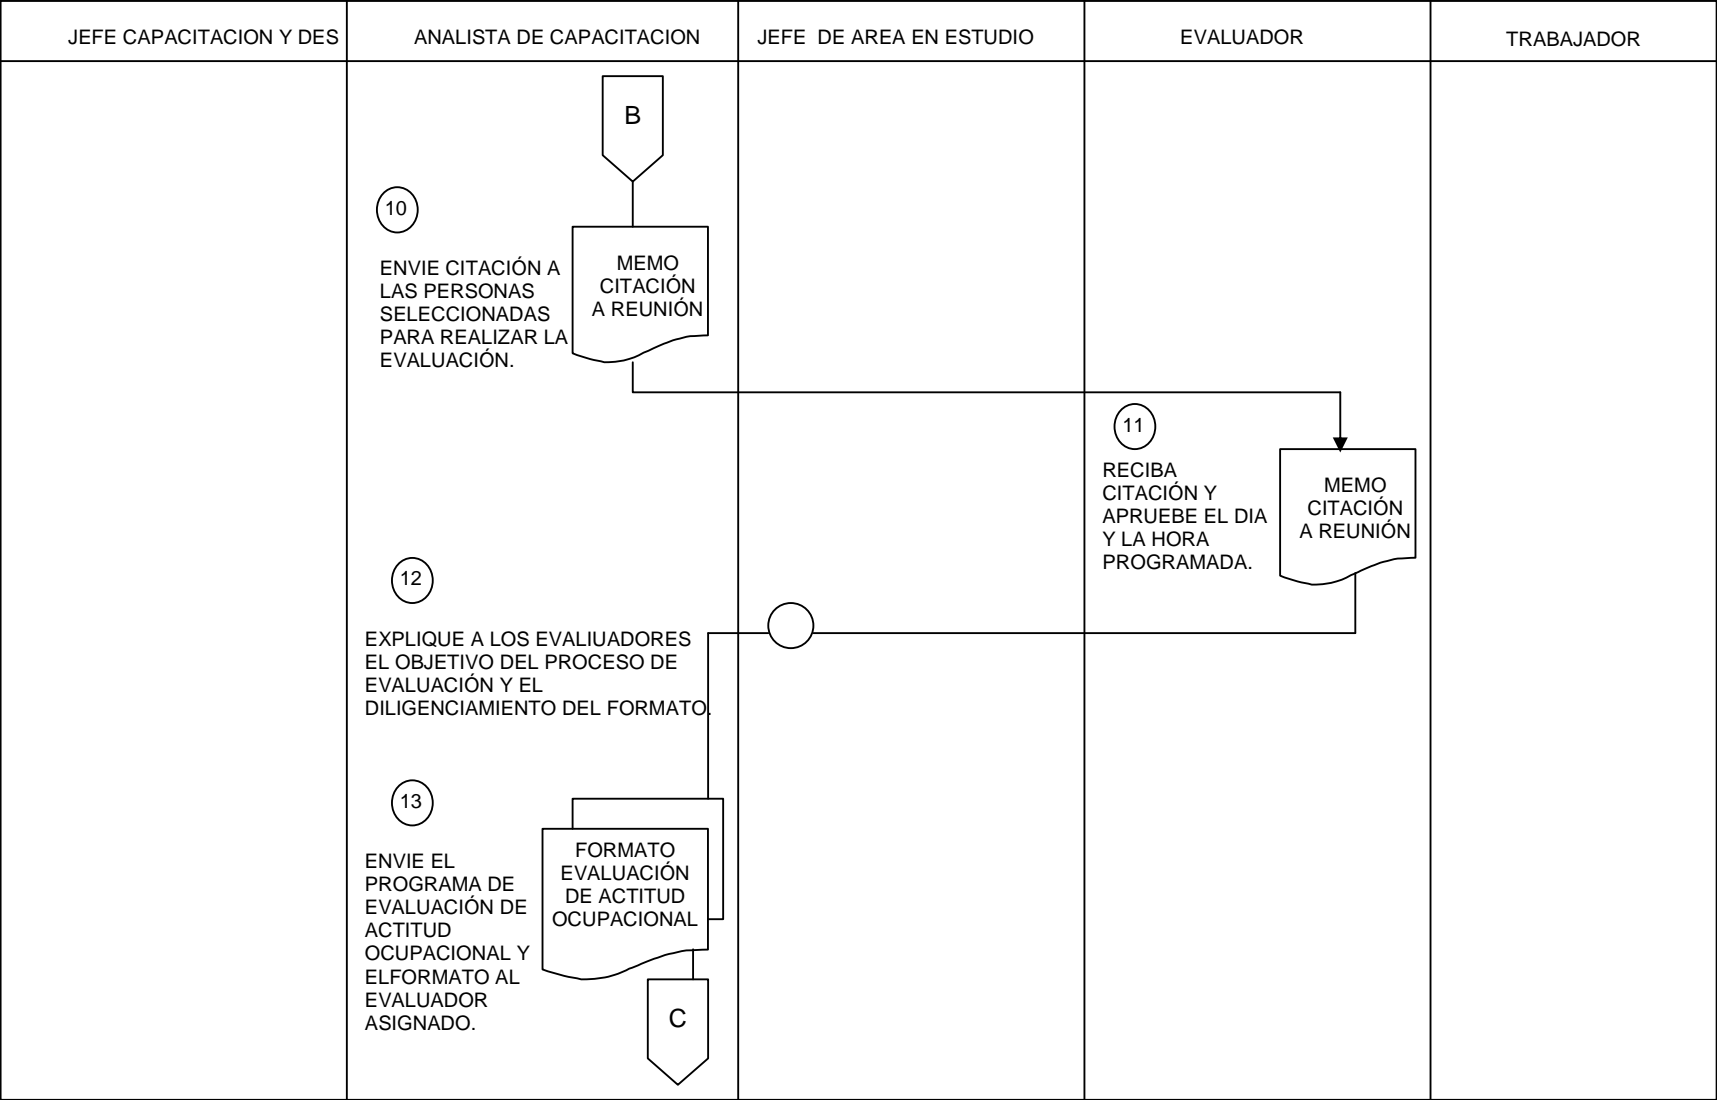 JEFE CAPACITACION Y DES
ANALISTA DE CAPACITACION
JEFE DE AREA EN ESTUDIO
EVALUADOR
TRABAJADOR
B
10
ENVIE CITACIÓN A
LAS PERSONAS
SELECCIONADAS
PARA REALIZAR LA
EVALUACIÓN.
MEMO
CITACIÓN
A REUNIÓN
11
RECIBA
CITACIÓN Y
APRUEBE EL DIA
Y LA HORA
PROGRAMADA.
MEMO
CITACIÓN
A REUNIÓN
12
EXPLIQUE A LOS EVALIUADORES
EL OBJETIVO DEL PROCESO DE
EVALUACIÓN Y EL
DILIGENCIAMIENTO DEL FORMATO.
13
ENVIE EL
PROGRAMA DE
EVALUACIÓN DE
ACTITUD
OCUPACIONAL Y
ELFORMATO AL
EVALUADOR
ASIGNADO.
FORMATO
EVALUACIÓN
DE ACTITUD
OCUPACIONAL
C